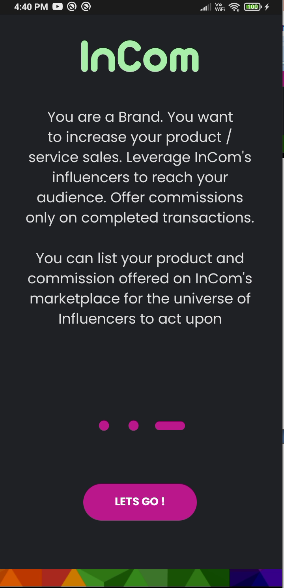 4:40 PM
InCom
You are a Brand. You want
to increase your product /
service sales. Leverage InCom's
influencers to reach your
audience. Offer commissions
only on completed transactions.
You can list your product and
commission offered on InCom's
marketplace for the universe of
Influencers to act upon
LETS GO !